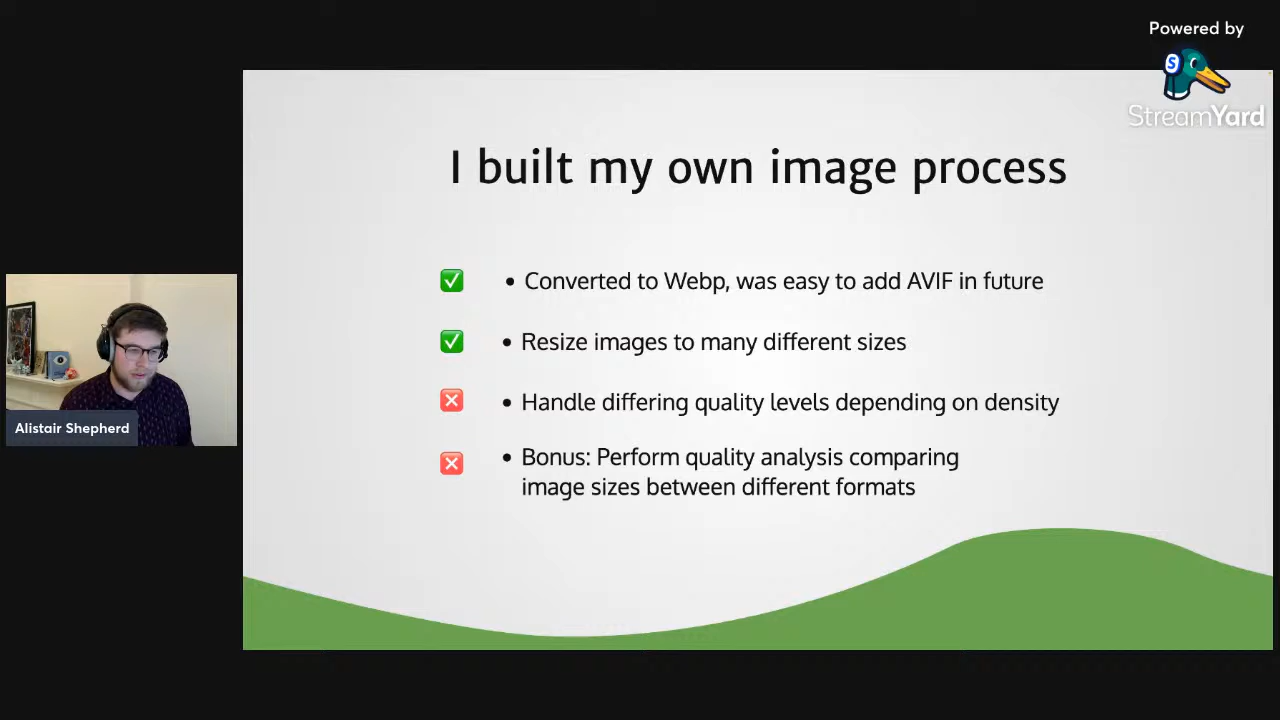 Powered by
S
StreamYard
I built my own image process
✅ • Converted to Webp, was easy to add AVIF in future
✅ • Resize images to many different sizes
❌ • Handle differing quality levels depending on density
❌ • Bonus: Perform quality analysis comparing
image sizes between different formats
Alistair Shepherd